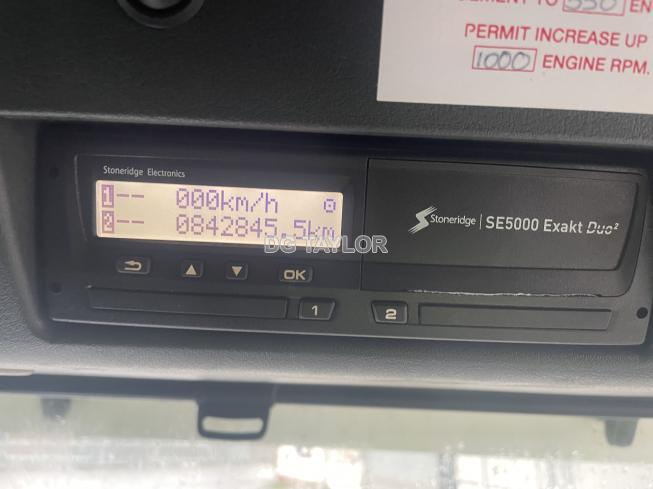 PERMIT INCREASE UP
1000 ENGINE RPM.
Stoneridge Electronics
1 -- 000km/h
2 -- 0842845.5km
Stoneridge | SE5000 Exakt Duo²
DG TAYLOR
OK
1 2